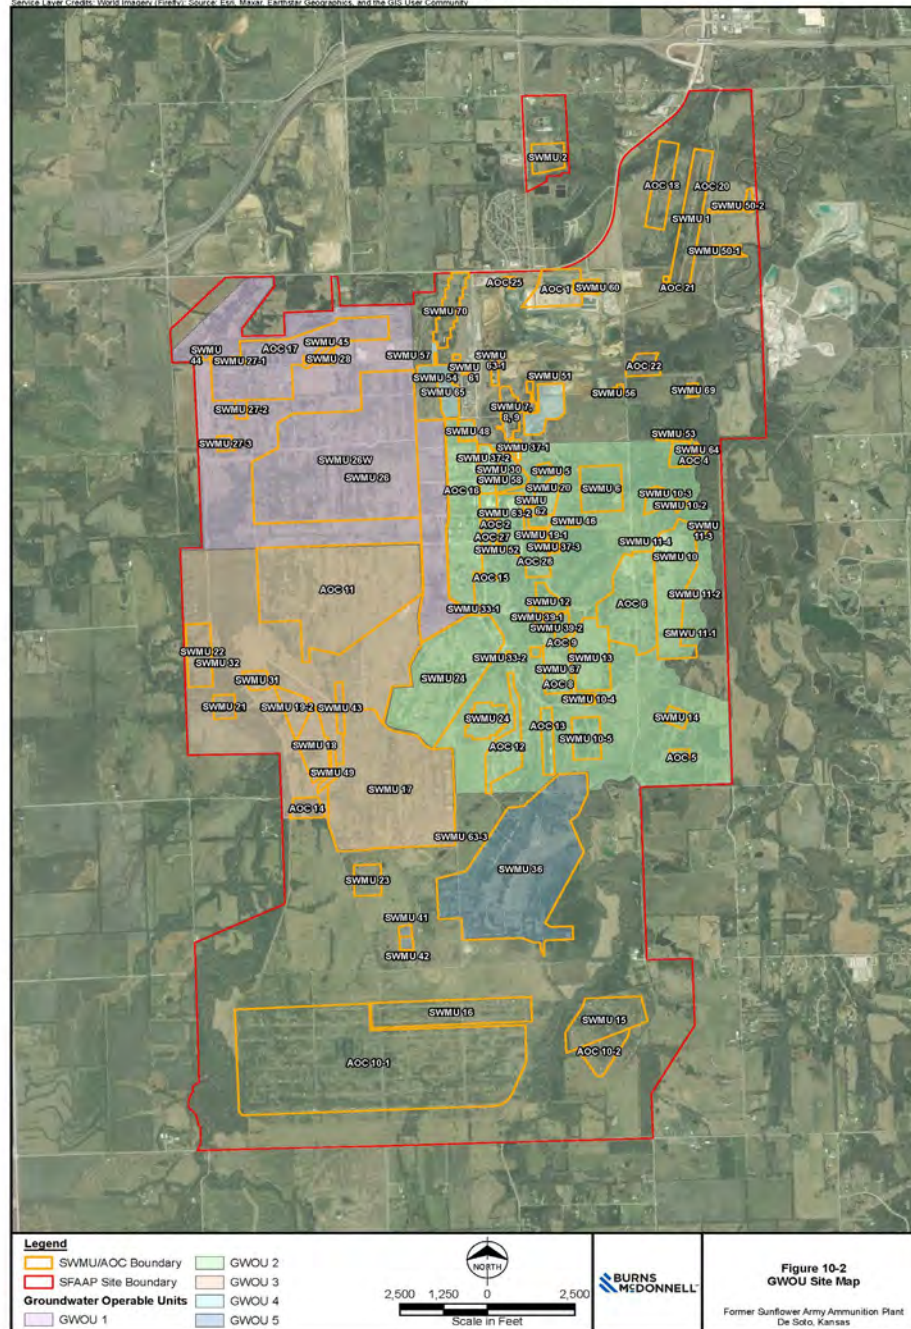 Service Layer Credits: World Imagery (Firefly): Source: Esri, Maxar, Earthstar Geographics, and the GIS User Community
SWMU 2
AOC 18
AOC 20
SWMU 50-2
SWMU 1
SWMU 50-1
AOC 25
AOC 1
SWMU 60
AOC 21
SWMU 70
SWMU
44
AOC 17
SWMU 45
SWMU 28
SWMU 27-1
SWMU 57
SWMU
63-1
SWMU
61
SWMU 54
SWMU 65
SWMU 51
AOC 22
SWMU 56
SWMU 69
SWMU 27-2
SWMU 7,
8, 9
SWMU 27-3
SWMU 48
SWMU 37-1
SWMU 53
SWMU 64
AOC 4
SWMU 26W
SWMU 26
SWMU 37-2
SWMU 30
SWMU 58
SWMU 5
SWMU 20
SWMU 6
AOC 16
SWMU 10-3
SWMU 10-2
SWMU
62
SWMU 63-2
AOC 2
SWMU 46
AOC 27
SWMU 19-1
SWMU 52
SWMU 37-3
SWMU 11-4
SWMU
11-3
SWMU 10
AOC 26
AOC 15
AOC 11
SWMU 12
AOC 6
SWMU 11-2
SWMU 33-1
SWMU 39-1
SWMU 39-2
SMWU 11-1
AOC 9
SWMU 22
SWMU 32
SWMU 33-2
SWMU 13
SWMU 67
SWMU 31
SWMU 24
AOC 8
SWMU 10-4
SWMU 21
SWMU 19-2
SWMU 43
SWMU 24
AOC 13
SWMU 14
SWMU 10-5
SWMU 18
AOC 12
AOC 5
SWMU 49
SWMU 17
AOC 14
SWMU 63-3
SWMU 36
SWMU 23
SWMU 41
SWMU 42
SWMU 16
SWMU 15
AOC 10-2
AOC 10-1
Legend
SWMU/AOC Boundary
SFAAP Site Boundary
Groundwater Operable Units
GWOU 1
GWOU 2
GWOU 3
GWOU 4
GWOU 5
NORTH
2,500 1,250 0 2,500
Scale in Feet
BURNS
MCDONNELL
Figure 10-2
GWOU Site Map
Former Sunflower Army Ammunition Plant
De Soto, Kansas